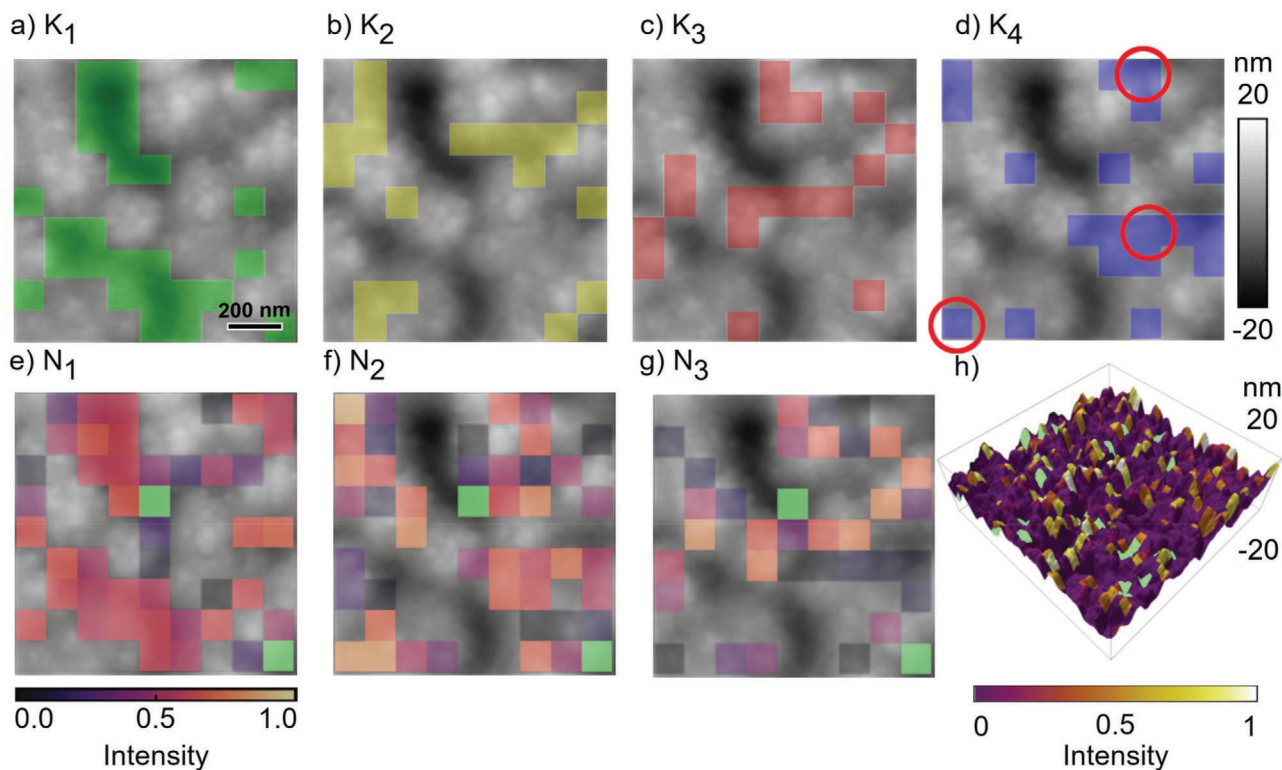 a) K1
b) K2
c) K3
d) K4
nm
20
-20
200 nm
e) N1
f) N2
g) N3
h)
nm
20
-20
0.0 0.5 1.0
Intensity
0 0.5 1
Intensity